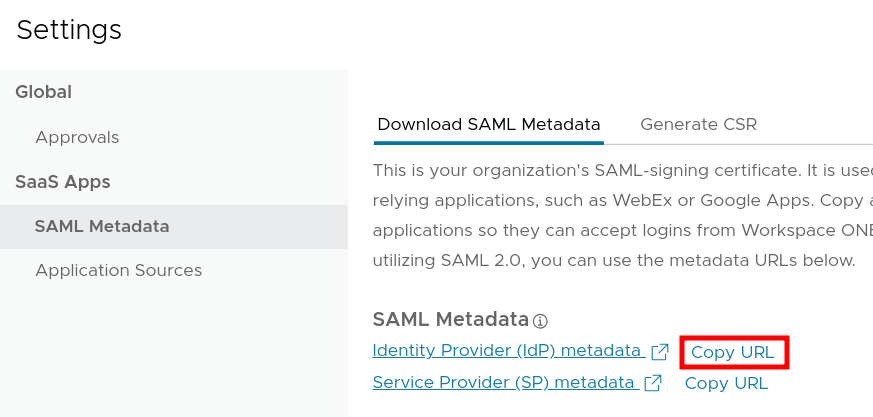 Settings
Global
Approvals
SaaS Apps
SAML Metadata
Application Sources
Download SAML Metadata
Generate CSR
This is your organization's SAML-signing certificate. It is
relying applications, such as WebEx or Google Apps. Copy
applications so they can accept logins from Workspace ONE
utilizing SAML 2.0, you can use the metadata URLs below.
SAML Metadata
Identity Provider (IdP) metadata Copy URL
Service Provider (SP) metadata Copy URL